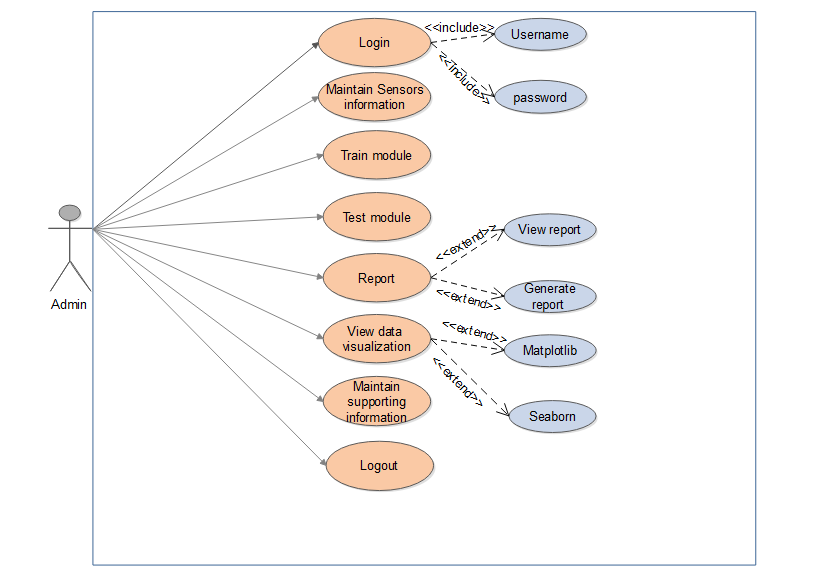 Login
<<include>>
Username
<<include>>
password
Maintain Sensors
information
Train module
Test module
Admin
Report
<<extend>>
View report
<<extend>>
Generate
report
View data
visualization
<<extend>>
Matplotlib
<<extend>>
Seaborn
Maintain
supporting
information
Logout